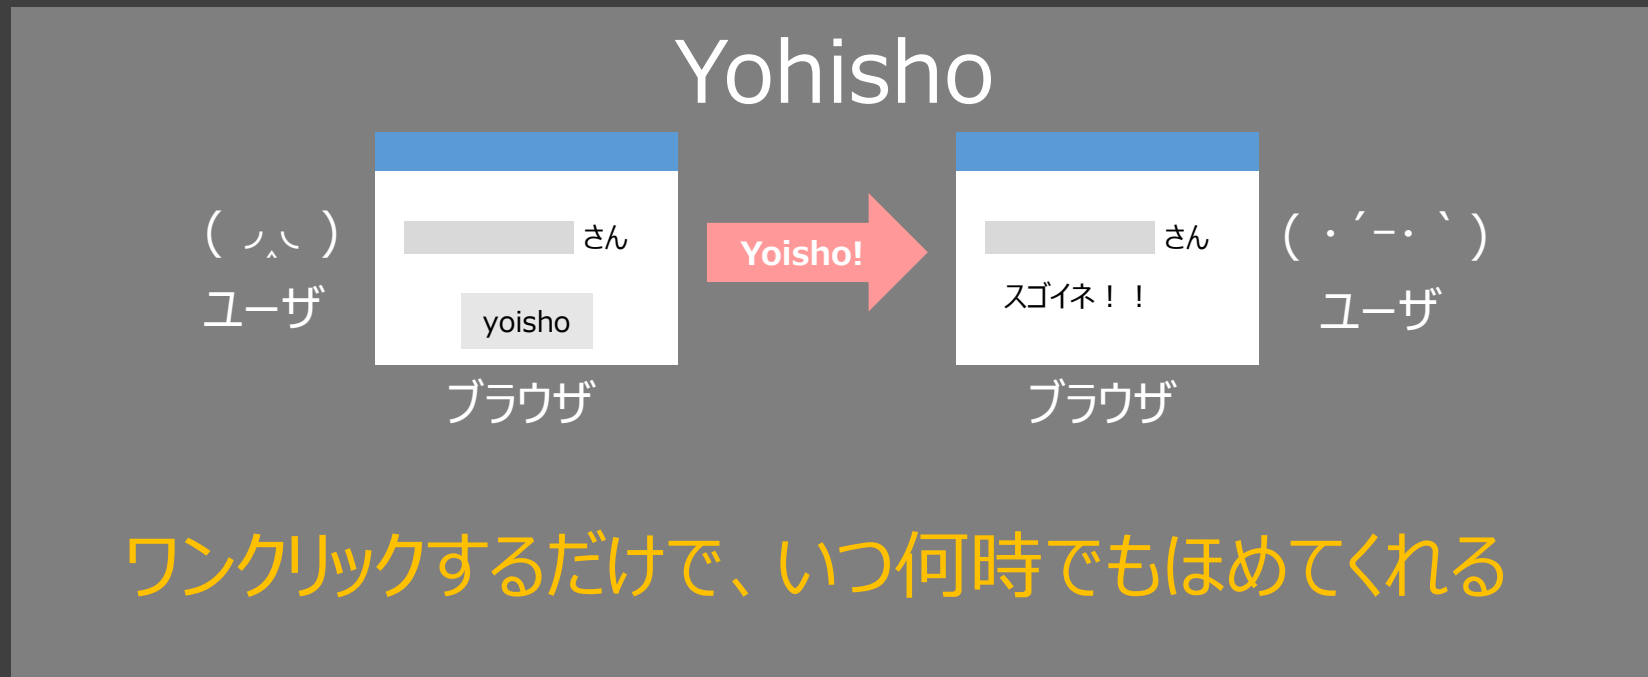 Yohisho
さん
yoisho
Yoisho!
さん
スゴイネ！！
( ◞‸◟ )
ユーザ
ブラウザ
( ・´ｰ・｀)
ユーザ
ブラウザ
ワンクリックするだけで、いつ何時でもほめてくれる